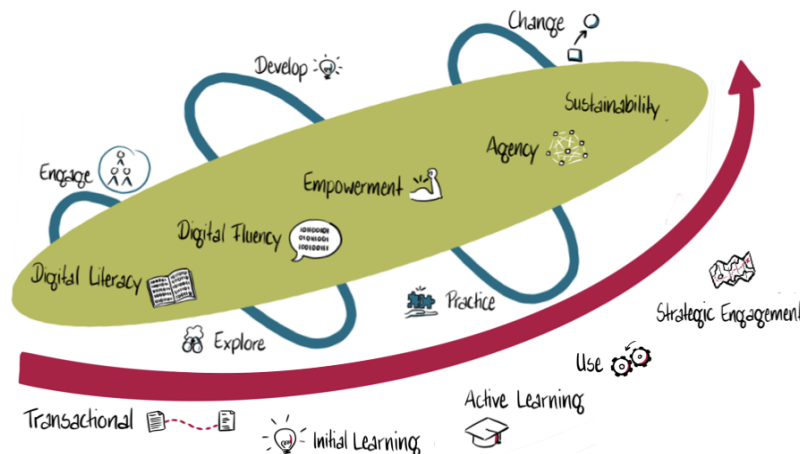 Change
Develop
Sustainability
Agency
Engage
Empowerment
Digital Fluency
Digital Literacy
Practice
Explore
Strategic Engagement
Use
Active Learning
Transactional
Initial Learning